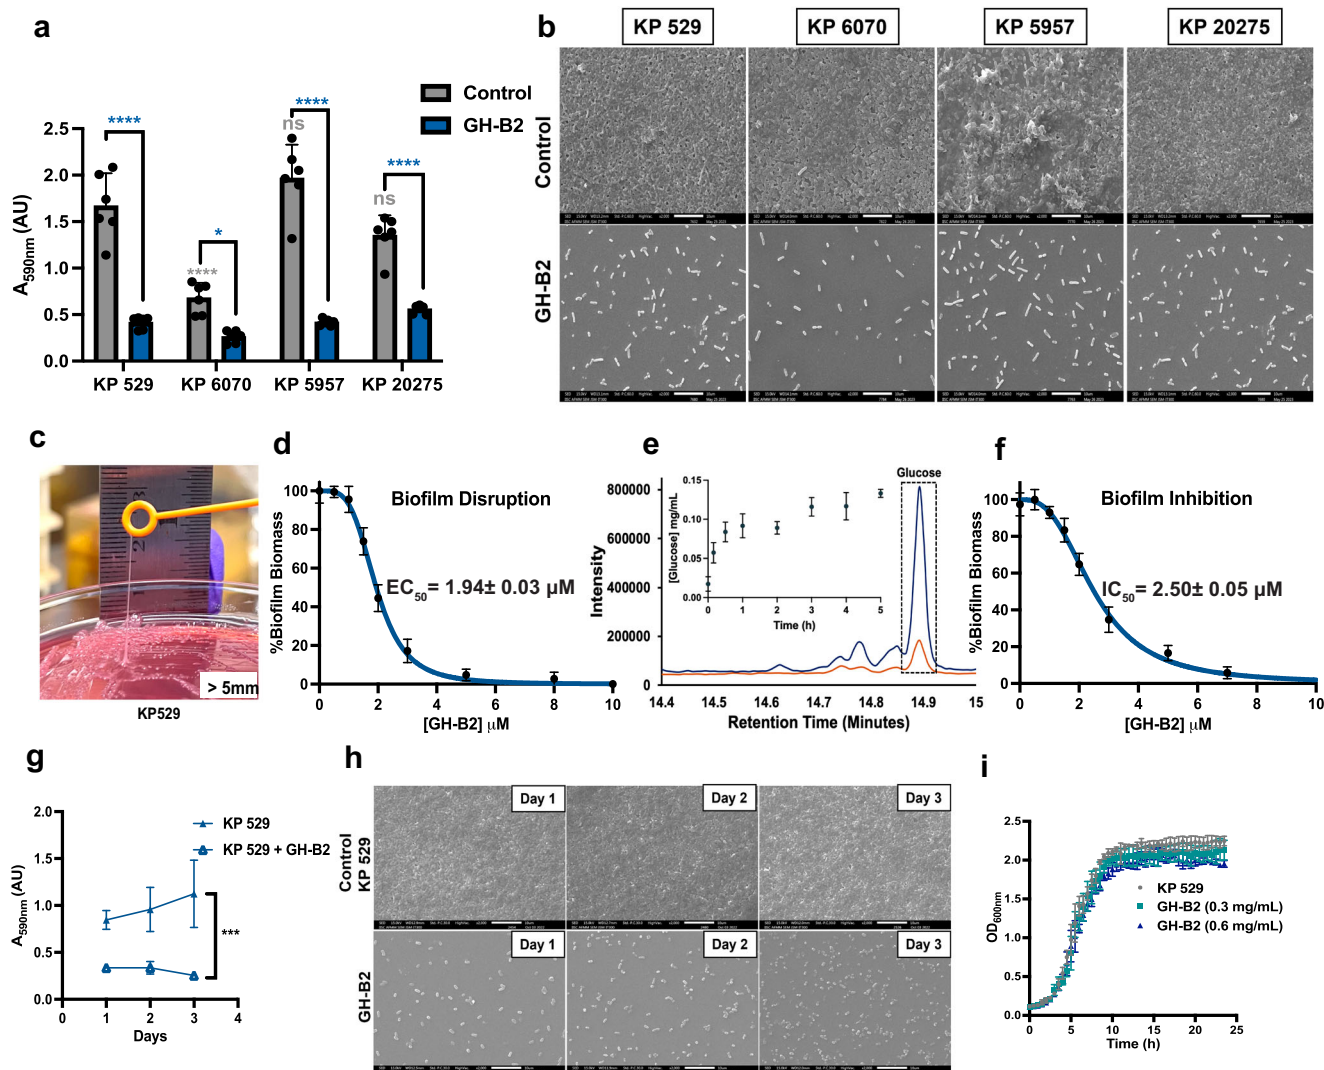 a
Control
GH-B2
****
*
****
****
ns
ns
****
2.5
2.0
1.5
1.0
0.5
0.0
A590nm (AU)
KP 529
KP 6070
KP 5957
KP 20275
b
KP 529
KP 6070
KP 5957
KP 20275
Control
GH-B2
c
> 5mm
KP529
d
Biofilm Disruption
EC50= 1.94± 0.03 μM
100
80
60
40
20
0
%Biofilm Biomass
0 2 4 6 8 10
[GH-B2] μM
e
Glucose
800000
600000
400000
200000
0
Intensity
0.15
0.10
0.05
0.00
[Glucose] mg/mL
0 1 2 3 4 5
Time (h)
14.4 14.5 14.6 14.7 14.8 14.9 15
Retention Time (Minutes)
f
Biofilm Inhibition
IC50= 2.50± 0.05 μM
100
80
60
40
20
0
%Biofilm Biomass
0 2 4 6 8 10
[GH-B2] μM
g
KP 529
KP 529 + GH-B2
***
2.0
1.5
1.0
0.5
0.0
A590nm (AU)
0 1 2 3 4
Days
h
Control
KP 529
Day 1
Day 2
Day 3
GH-B2
Day 1
Day 2
Day 3
i
2.5
2.0
1.5
1.0
0.5
0.0
OD600nm
KP 529
GH-B2 (0.3 mg/mL)
GH-B2 (0.6 mg/mL)
0 5 10 15 20 25
Time (h)